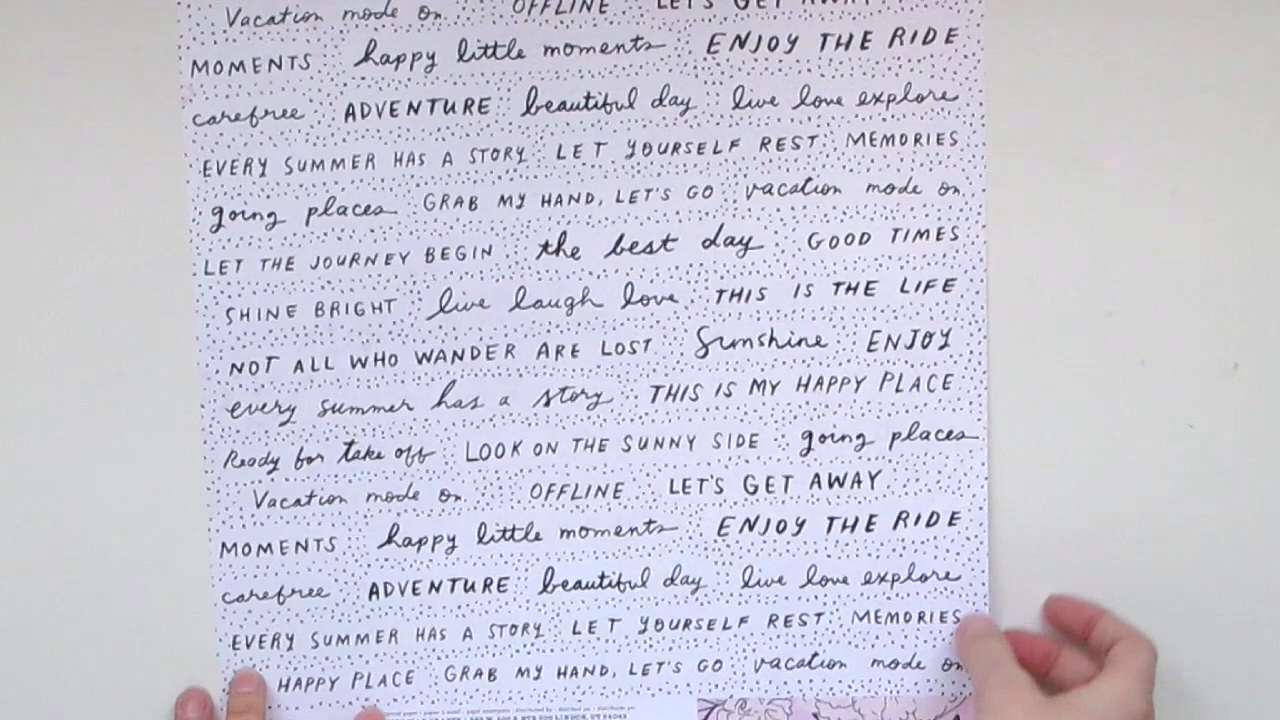 Vacation mode on OFFLINE LET'S GET AWAY
MOMENTS happy little moments ENJOY THE RIDE
carefree ADVENTURE beautiful day live love explore
EVERY SUMMER HAS A STORY LET YOURSELF REST MEMORIES
going places GRAB MY HAND, LET'S GO vacation mode on
LET THE JOURNEY BEGIN the best day GOOD TIMES
SHINE BRIGHT live laugh love THIS IS THE LIFE
NOT ALL WHO WANDER ARE LOST Sunshine ENJOY
every summer has a story THIS IS MY HAPPY PLACE
Ready for take off LOOK ON THE SUNNY SIDE going places
Vacation mode on OFFLINE LET'S GET AWAY
MOMENTS happy little moments ENJOY THE RIDE
carefree ADVENTURE beautiful day live love explore
EVERY SUMMER HAS A STORY LET YOURSELF REST MEMORIES
HAPPY PLACE GRAB MY HAND, LET'S GO vacation mode on